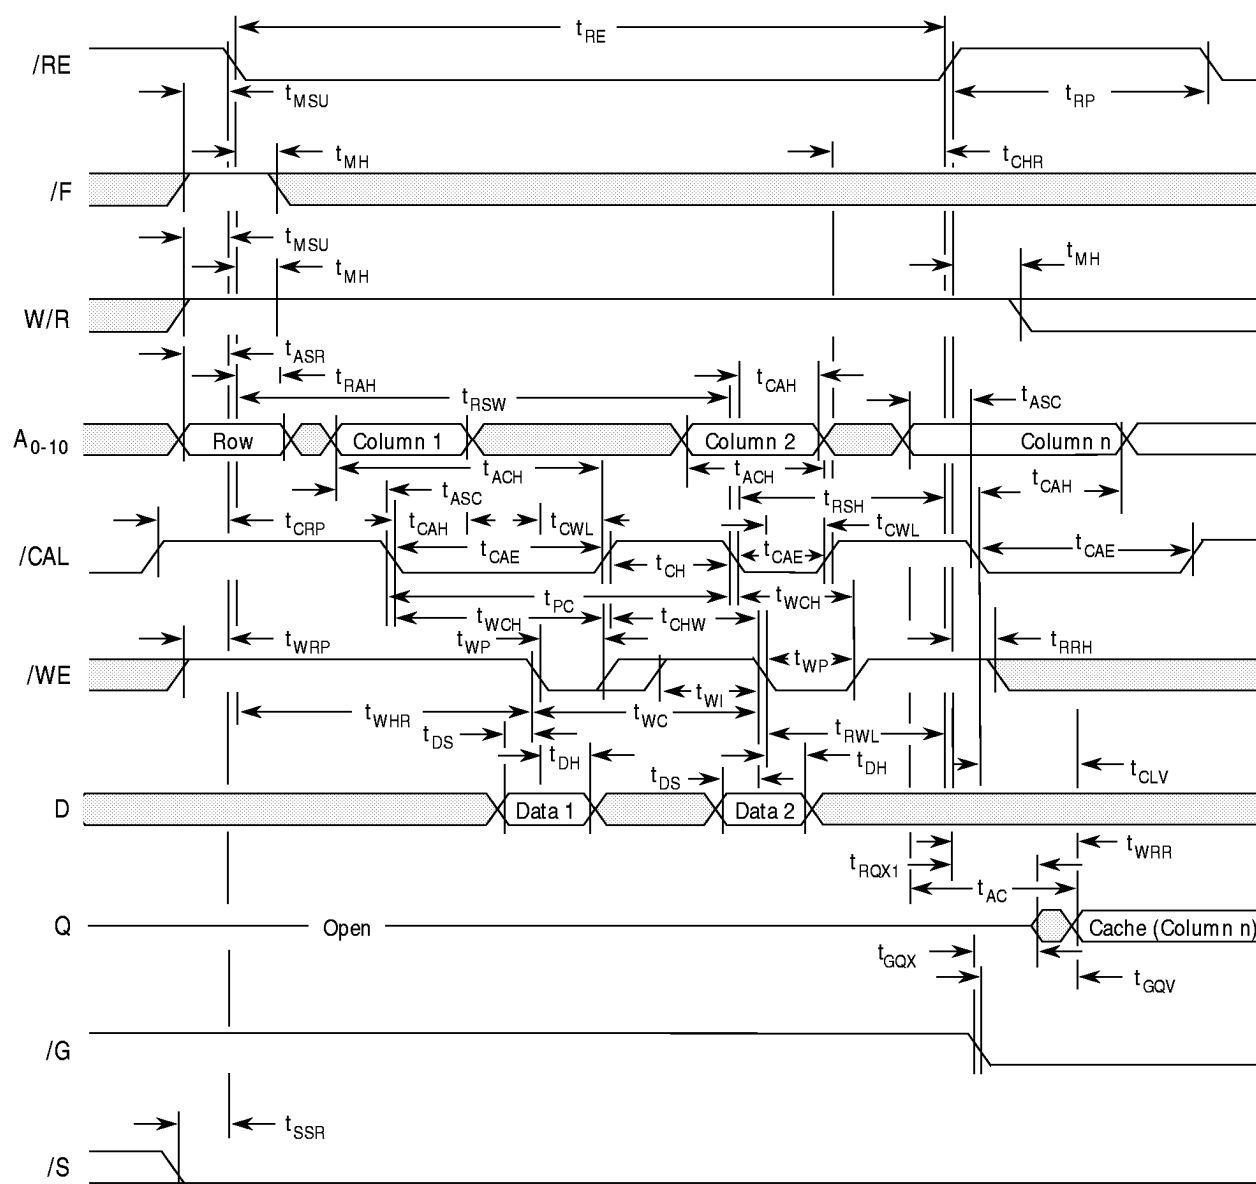 tRE
/RE
tMSU
tRP
tMH
tCHR
/F
tMSU
tMH
tMH
W/R
tASR
tRAH
tCAH
tRSW
tASC
A0-10
Row
Column 1
Column 2
Column n
tACH
tACH
tASC
tRSH
tCAH
tCRP
tCAH
tCWL
tCWL
/CAL
tCAE
tCAE
tCAE
tCH
tPC
tWCH
tWCH
tCHW
tWRP
tWP
tRRH
/WE
tWP
tWI
tWHR
tWC
tDS
tRWL
tDH
tDH
tDS
tCLV
D
Data 1
Data 2
tWRR
tRQX1
tAC
Q
Open
Cache (Column n)
tGQX
tGQV
/G
tSSR
/S